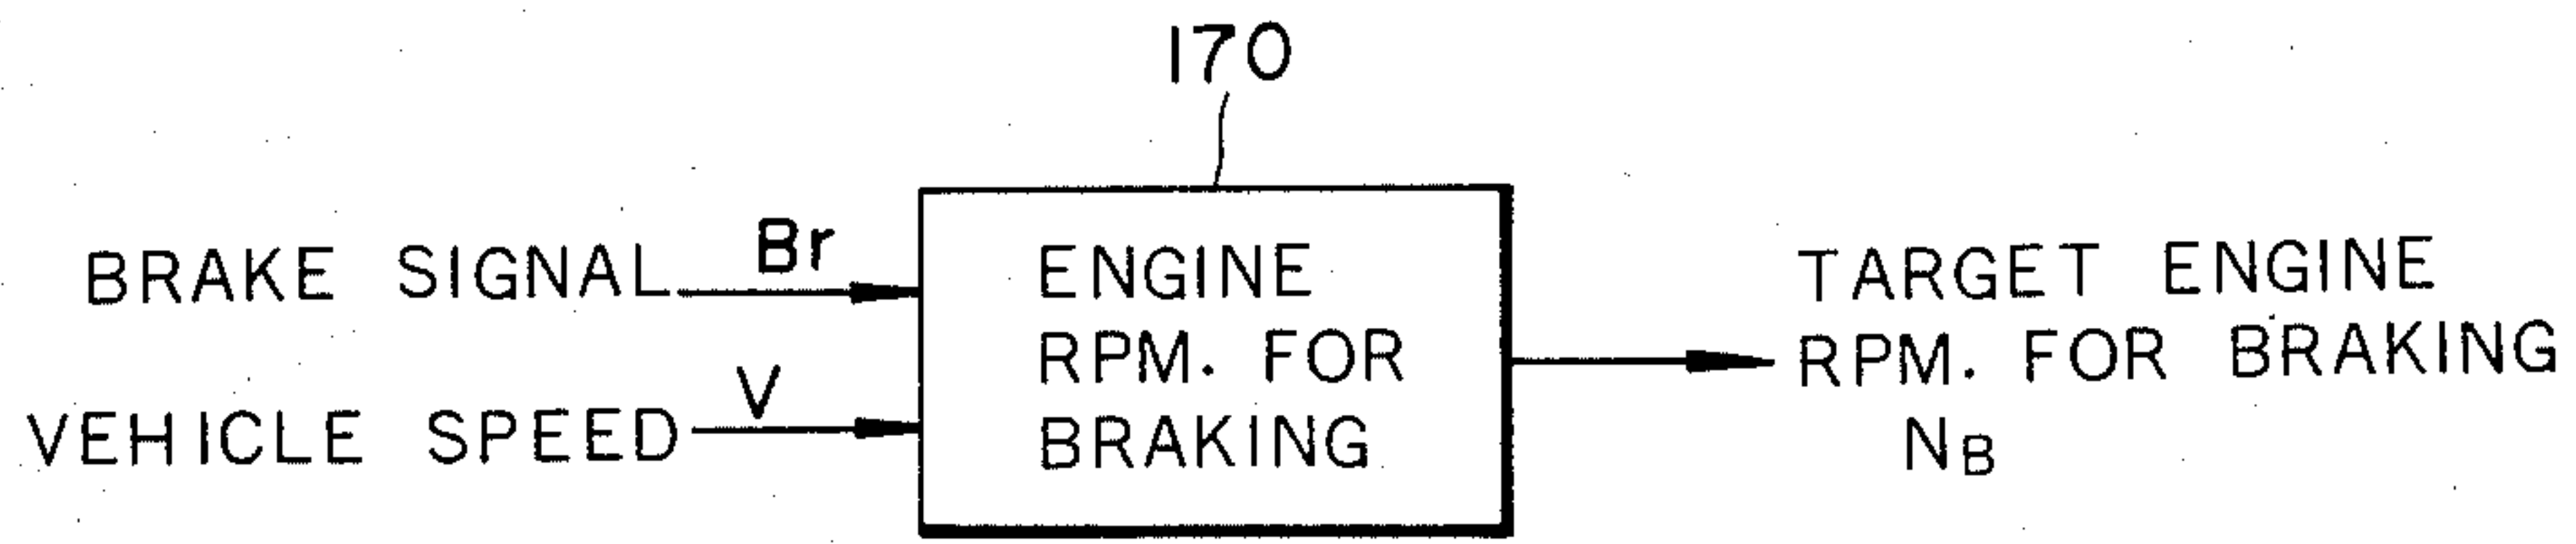 170
BRAKE SIGNAL
Br
VEHICLE SPEED
V
ENGINE
RPM. FOR
BRAKING
TARGET ENGINE
RPM. FOR BRAKING
NB